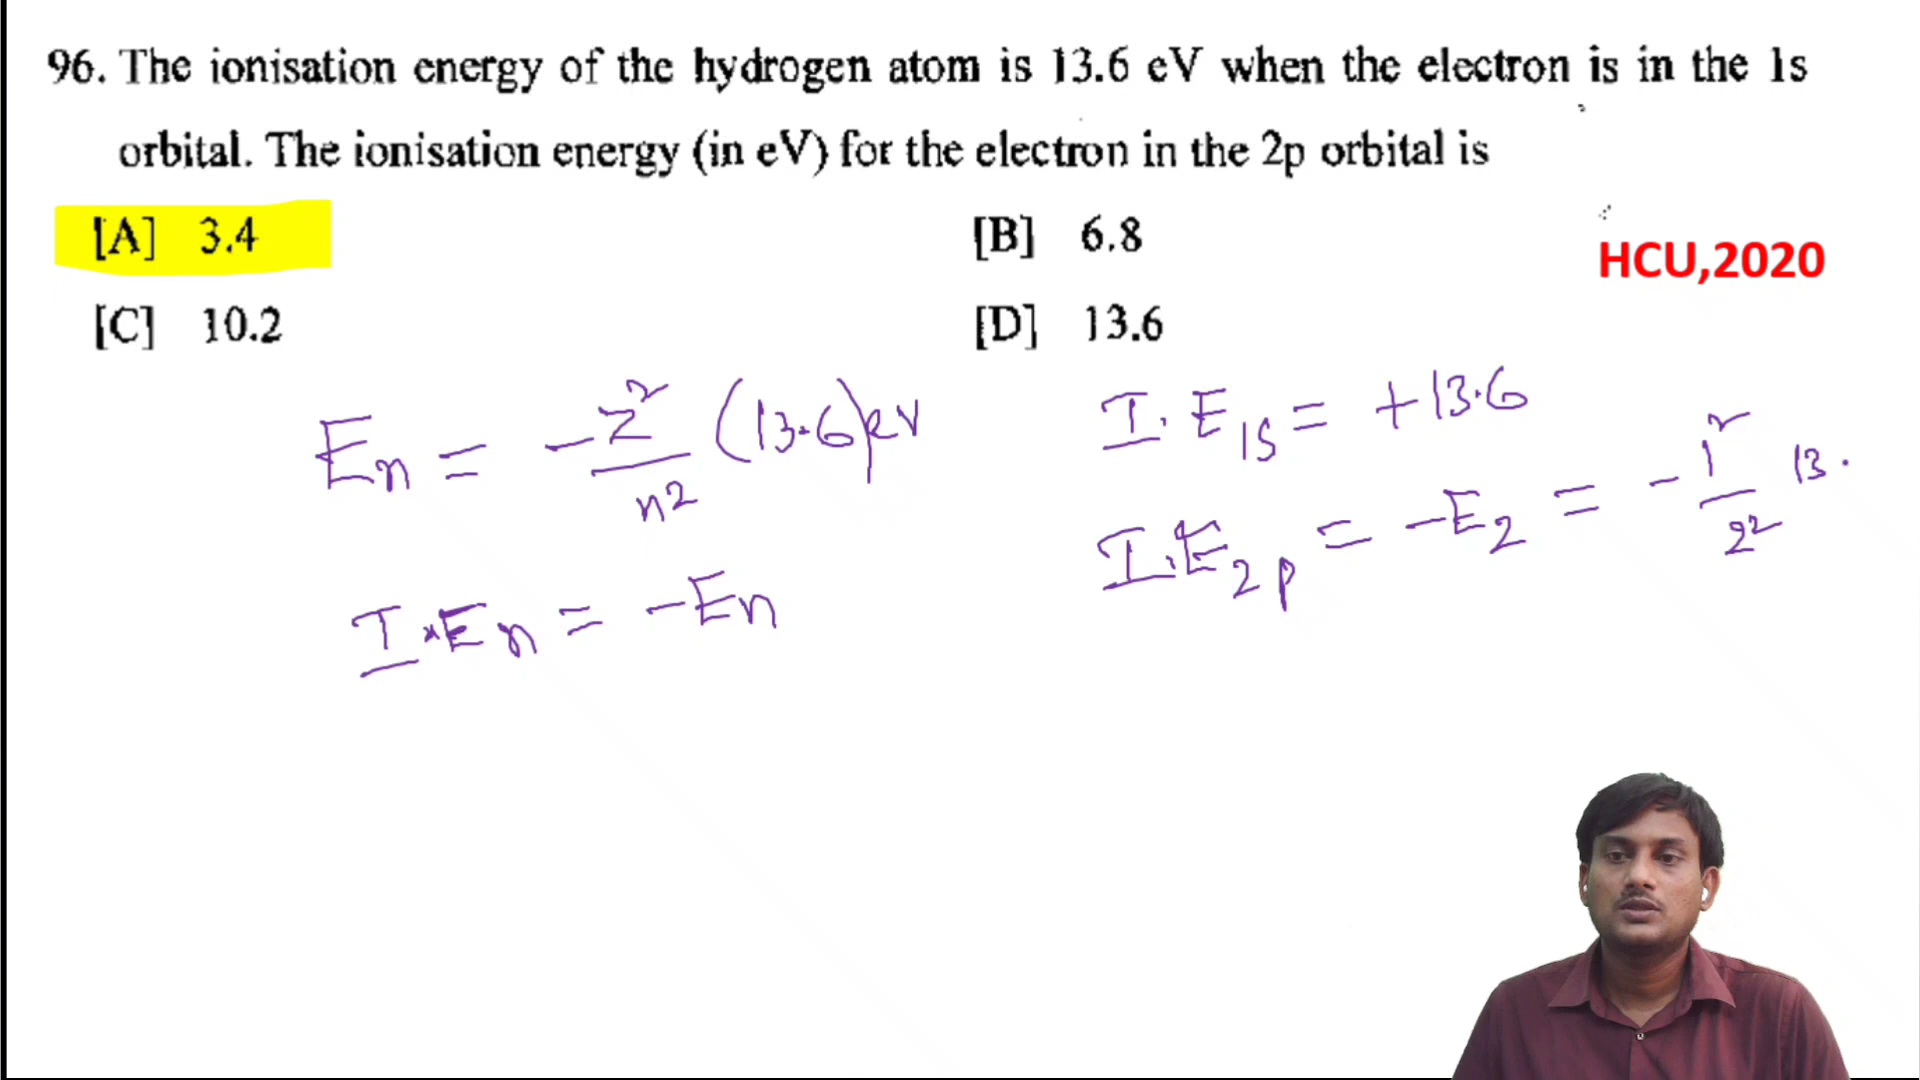 96. The ionisation energy of the hydrogen atom is 13.6 eV when the electron is in the 1s
orbital. The ionisation energy (in eV) for the electron in the 2p orbital is
[A] 3.4
[B] 6.8
HCU,2020
[C] 10.2
[D] 13.6
Eₙ = -Z²/n² (13.6)eV
I.E₁ₛ = +13.6
I.E₂ₚ = -E₂ = -1²/2² 13.
I.Eₙ = -Eₙ